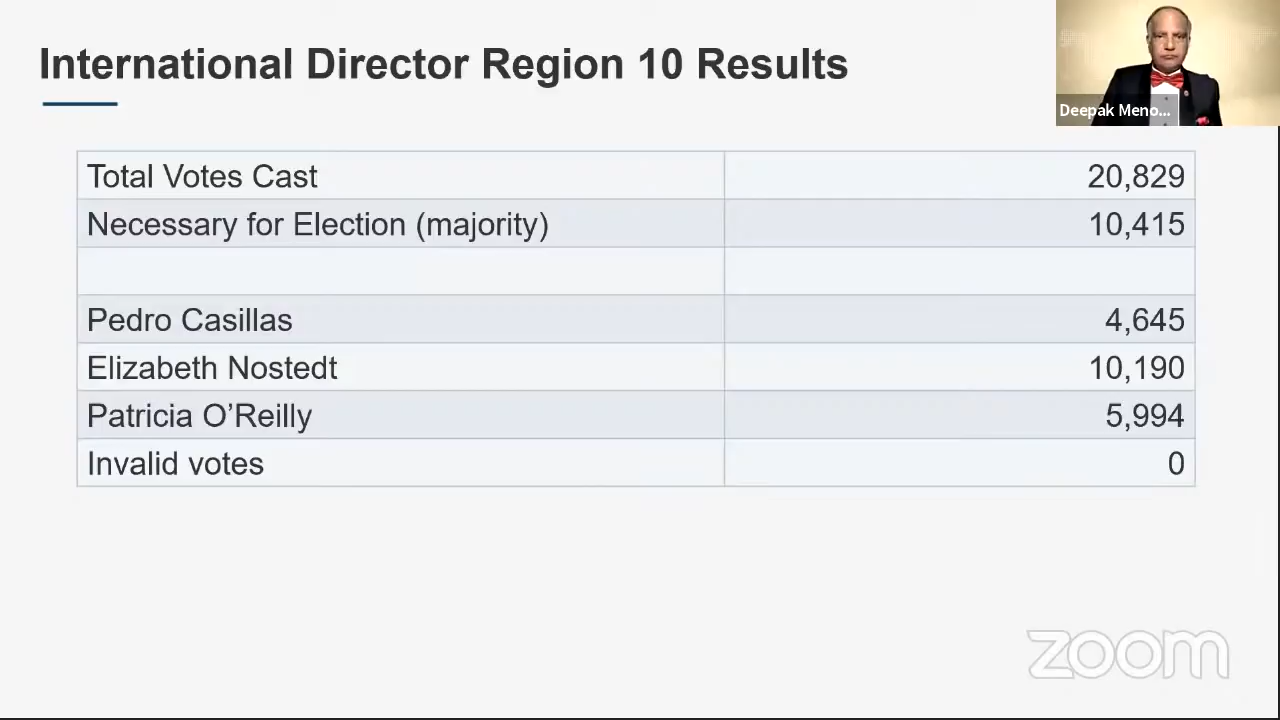 International Director Region 10 Results
Deepak Meno...
Total Votes Cast 20,829
Necessary for Election (majority) 10,415
Pedro Casillas 4,645
Elizabeth Nostedt 10,190
Patricia O’Reilly 5,994
Invalid votes 0
zoom